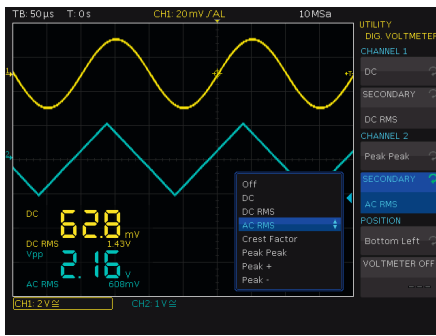 TB:50µs T:0s CH1:20mV/AL 10MSa
UTILITY
DIG. VOLTMETER
CHANNEL 1
DC
SECONDARY
DC RMS
CHANNEL 2
Peak Peak
SECONDARY
AC RMS
POSITION
Bottom Left
VOLTMETER OFF
1
T
2
Off
DC
DC RMS
AC RMS
Crest Factor
Peak Peak
Peak +
Peak -
DC 62.8 mV
DC RMS 1.43V
Vpp 2.16 V
AC RMS 608mV
CH1: 2V≅ CH2: 1V≅